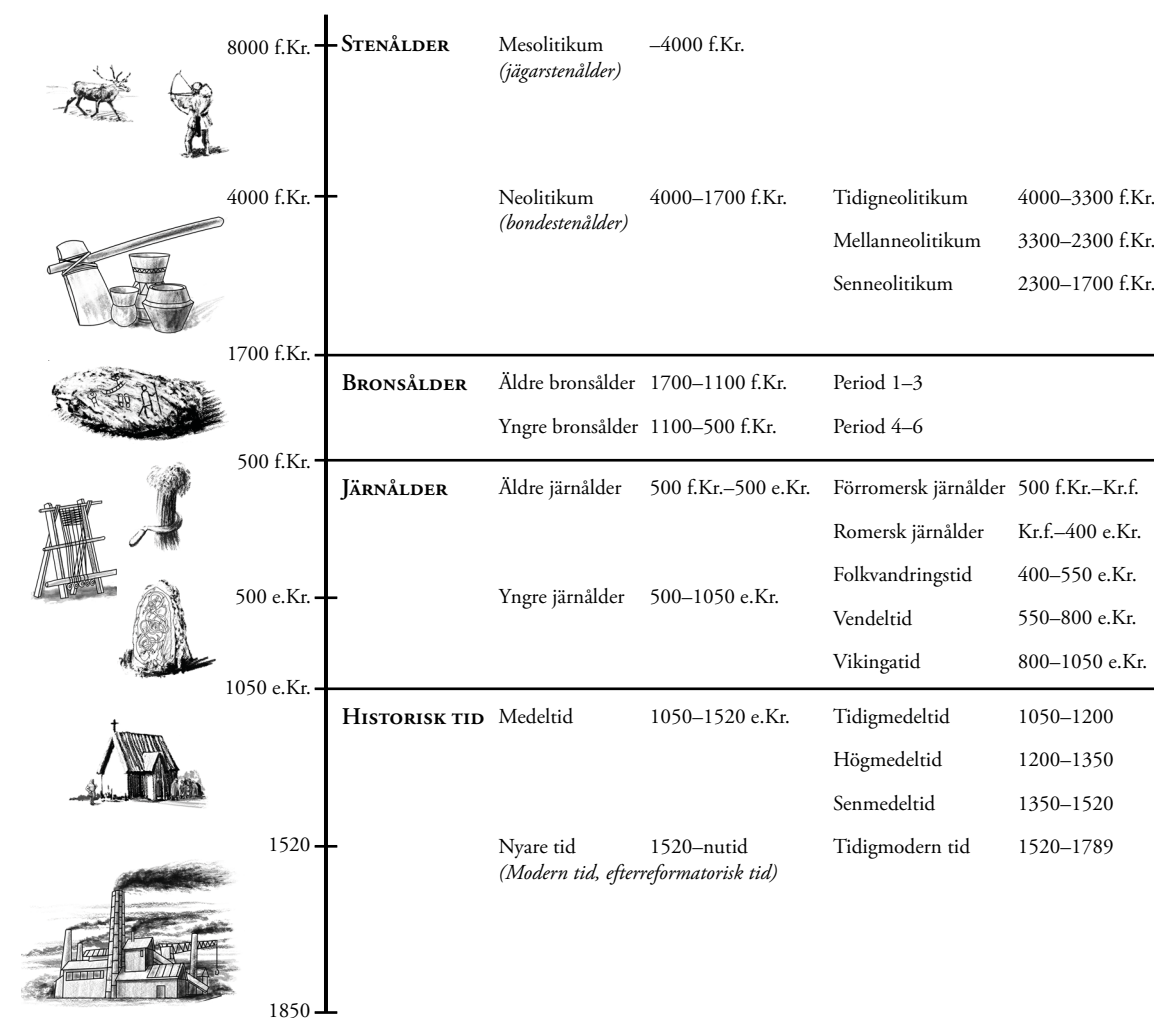 8000 f.Kr. STENÅLDER Mesolitikum –4000 f.Kr.
(jägarstenålder)
4000 f.Kr. Neolitikum 4000–1700 f.Kr. Tidigneolitikum 4000–3300 f.Kr.
(bondestenålder)
Mellanneolitikum 3300–2300 f.Kr.
Senneolitikum 2300–1700 f.Kr.
1700 f.Kr.
BRONSÅLDER Äldre bronsålder 1700–1100 f.Kr. Period 1–3
Yngre bronsålder 1100–500 f.Kr. Period 4–6
500 f.Kr.
JÄRNÅLDER Äldre järnålder 500 f.Kr.–500 e.Kr. Förromersk järnålder 500 f.Kr.–Kr.f.
Romersk järnålder Kr.f.–400 e.Kr.
Folkvandringstid 400–550 e.Kr.
500 e.Kr. Yngre järnålder 500–1050 e.Kr.
Vendeltid 550–800 e.Kr.
Vikingatid 800–1050 e.Kr.
1050 e.Kr.
HISTORISK TID Medeltid 1050–1520 e.Kr. Tidigmedeltid 1050–1200
Högmedeltid 1200–1350
Senmedeltid 1350–1520
1520 Nyare tid 1520–nutid Tidigmodern tid 1520–1789
(Modern tid, efterreformatorisk tid)
1850